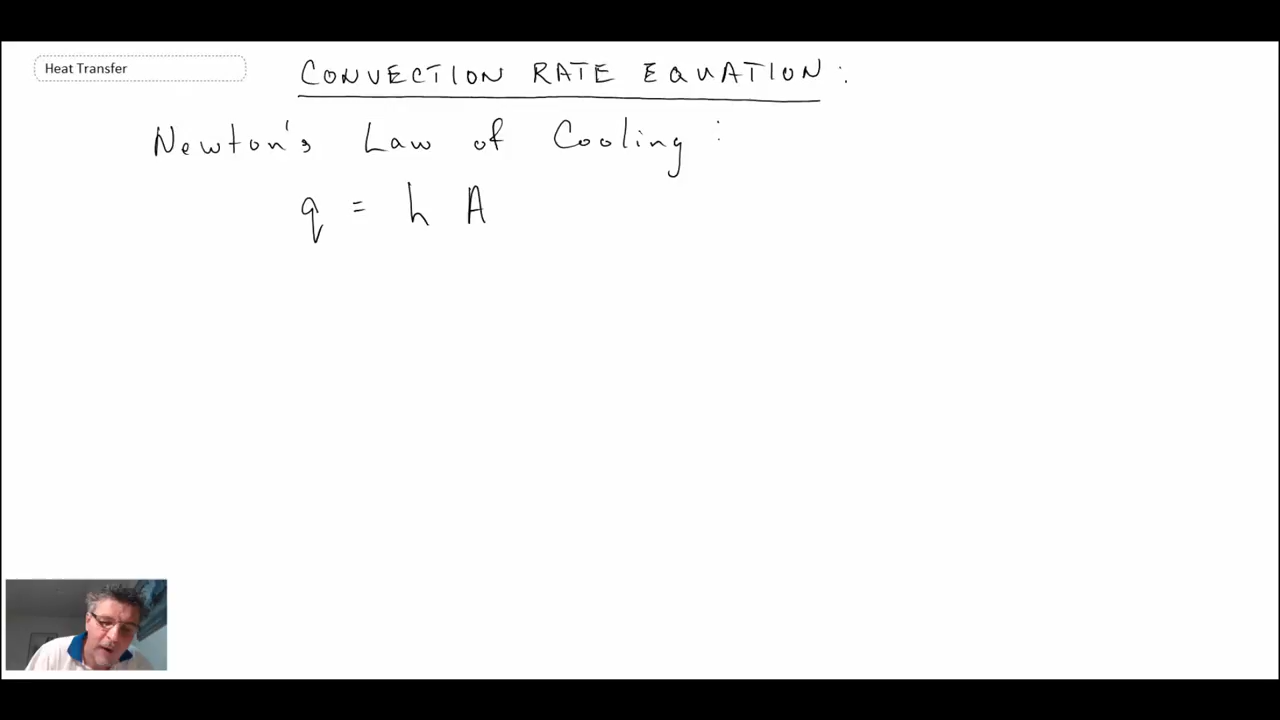 Heat Transfer
CONVECTION RATE EQUATION:
Newton's Law of Cooling:
q = h A